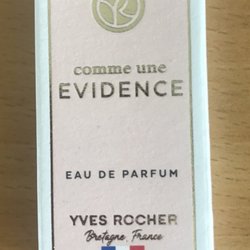 comme une
EVIDENCE
EAU DE PARFUM
YVES ROCHER
Bretagne, France